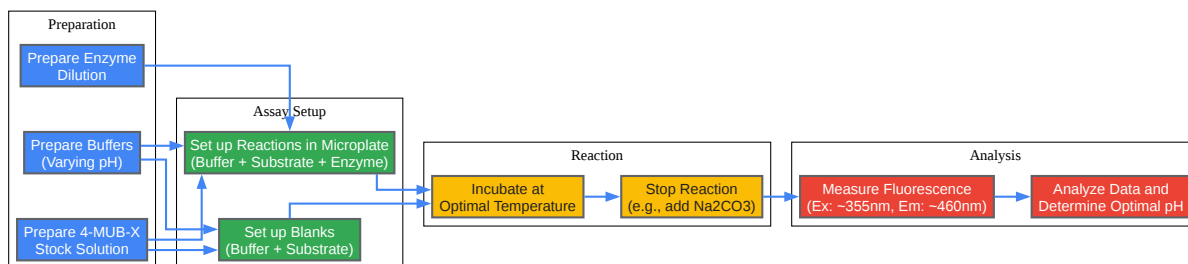 Preparation
Prepare Enzyme
Dilution
Prepare Buffers
(Varying pH)
Prepare 4-MUB-X
Stock Solution
Assay Setup
Set up Reactions in Microplate
(Buffer + Substrate + Enzyme)
Set up Blanks
(Buffer + Substrate)
Reaction
Incubate at
Optimal Temperature
Stop Reaction
(e.g., add Na2CO3)
Analysis
Measure Fluorescence
(Ex: ~355nm, Em: ~460nm)
Analyze Data and
Determine Optimal pH